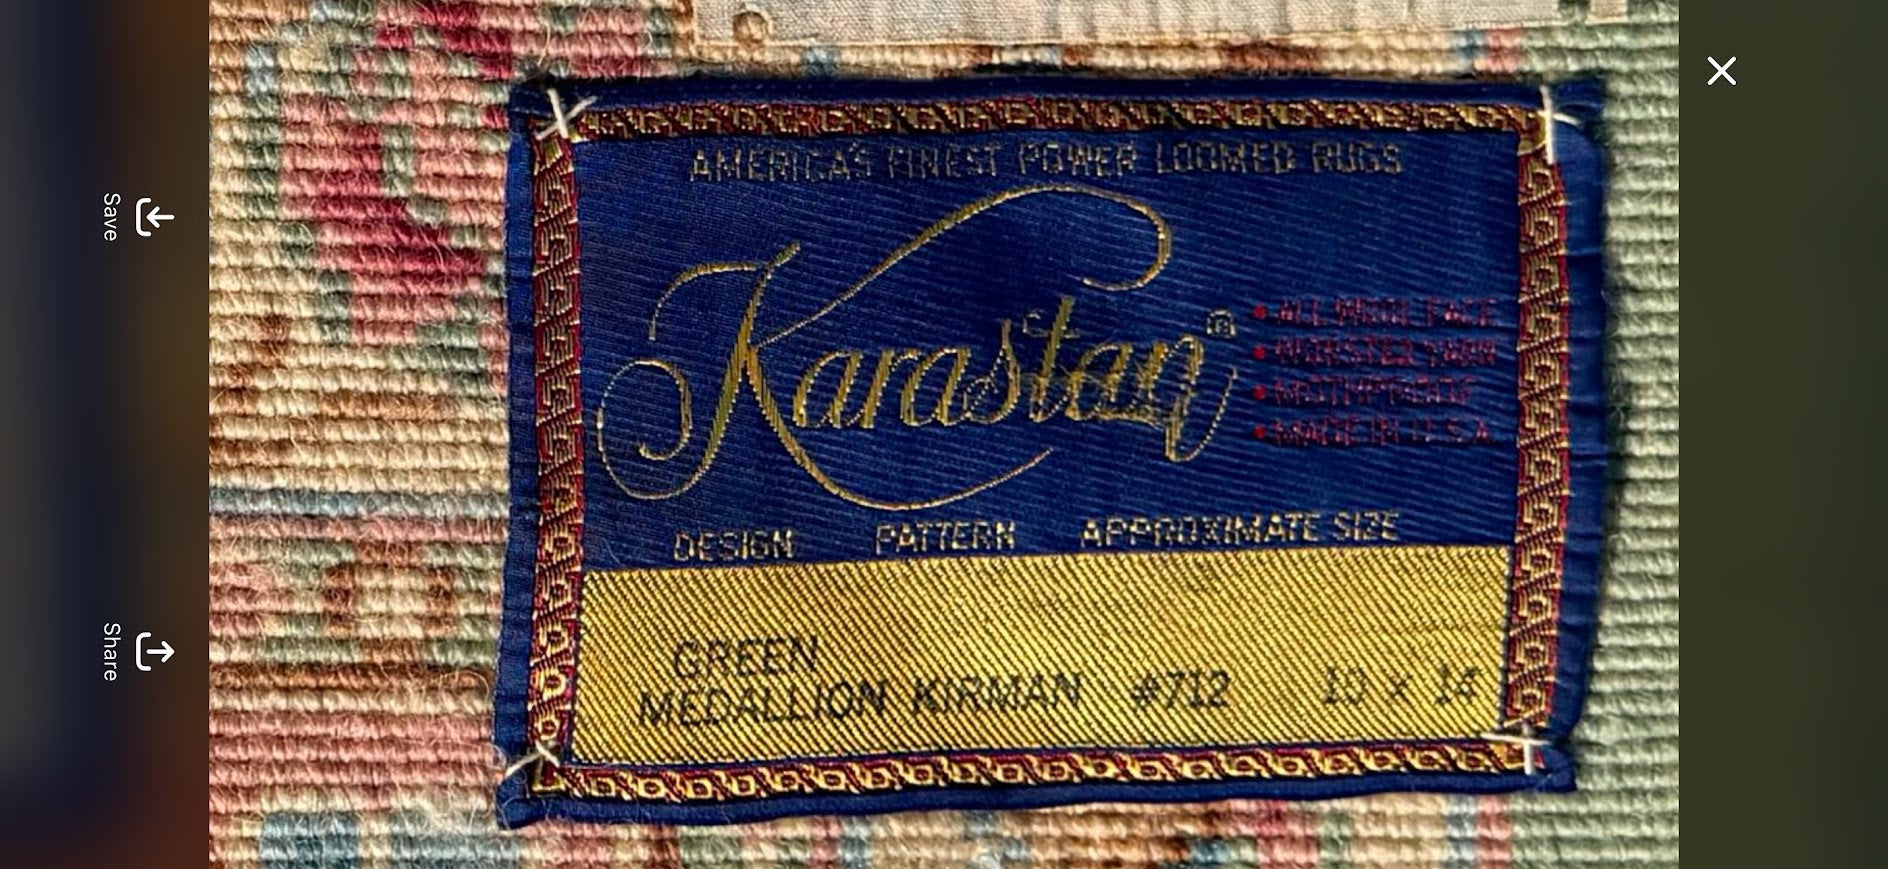 AMERICA'S FINEST POWER LOOMED RUGS
Karastan®
• ALL WOOL FACE
• WORSTED YARN
• MOTHPROOF
• MADE IN U.S.A.
DESIGN PATTERN APPROXIMATE SIZE
GREEN
MEDALLION KIRMAN #712 10 x 14
Save
Share